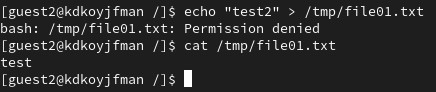 [guest2@kdkoyjfman /]$ echo "test2" > /tmp/file01.txt
bash: /tmp/file01.txt: Permission denied
[guest2@kdkoyjfman /]$ cat /tmp/file01.txt
test
[guest2@kdkoyjfman /]$